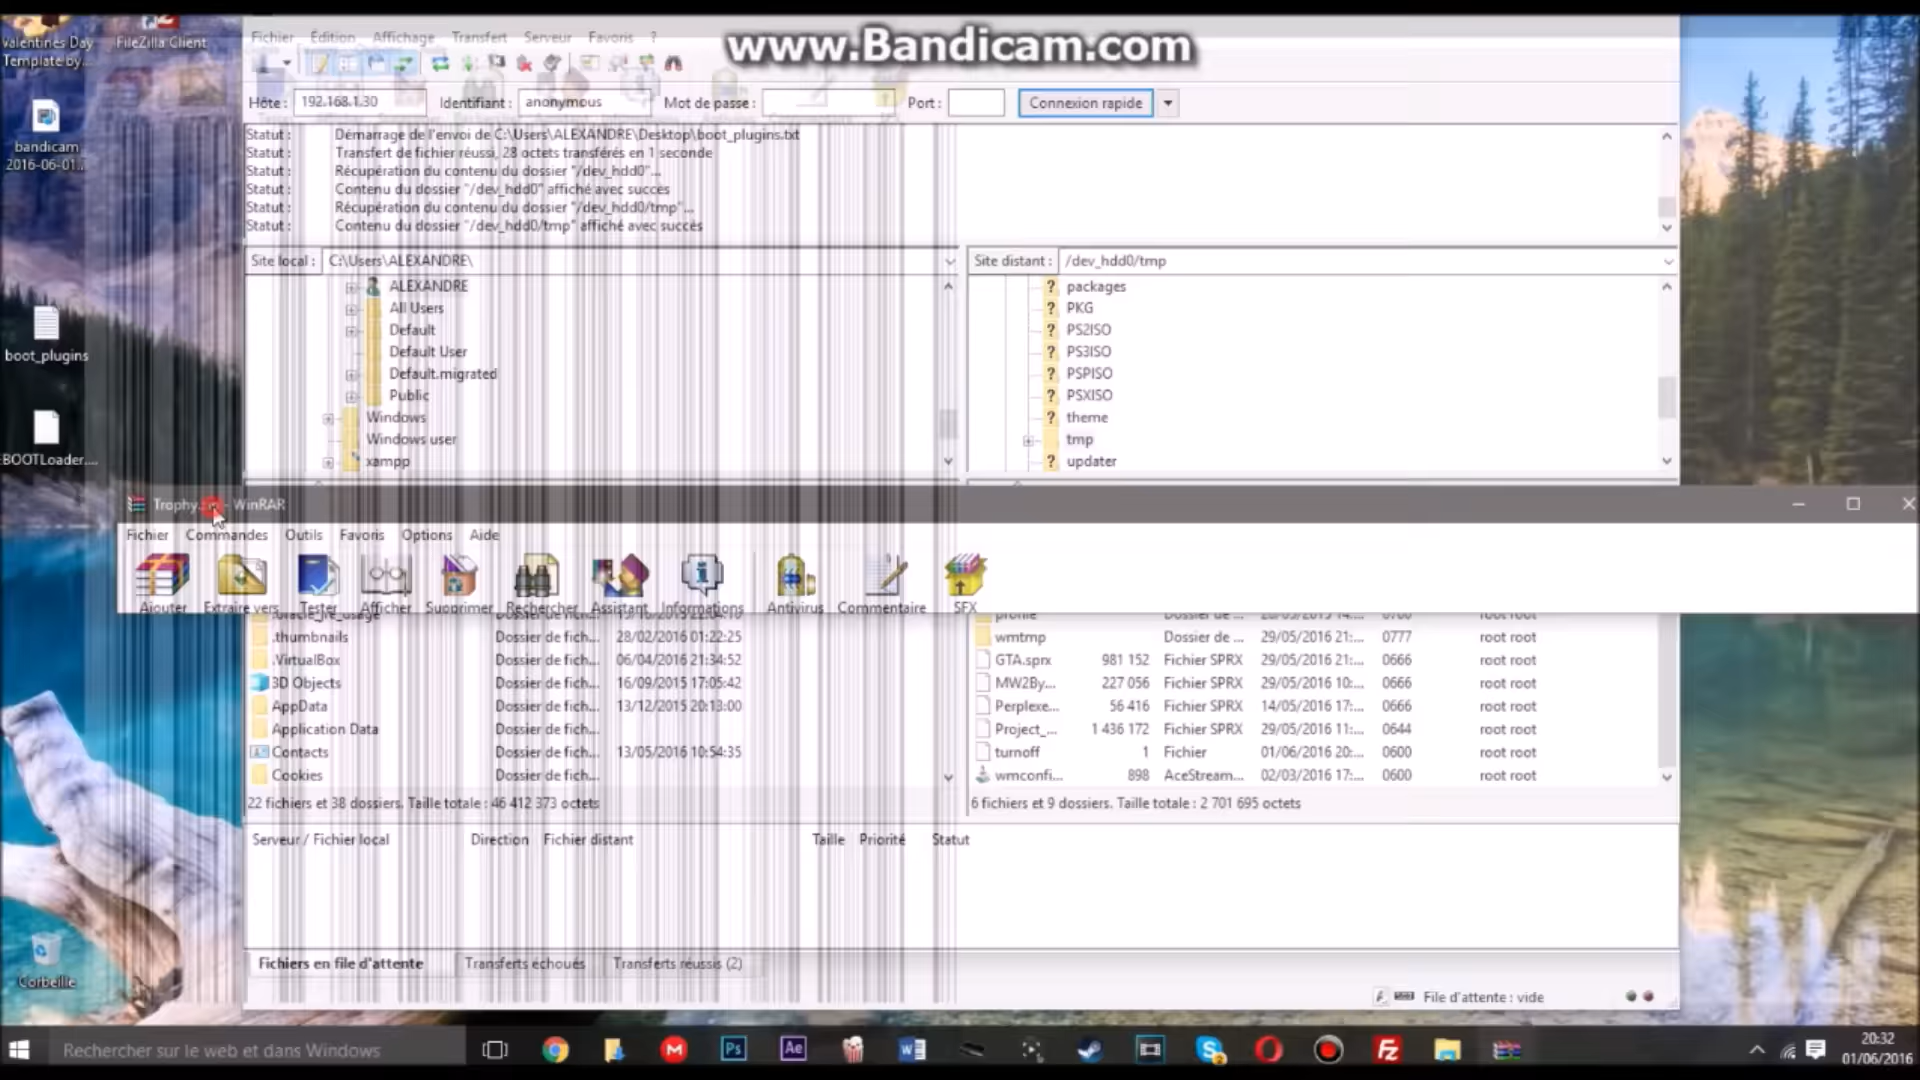 www.Bandicam.com
Valentines Day
Template by...
FileZilla Client
bandicam
2016-06-01...
boot_plugins
EBOOTLoader....
Corbeille
Fichier Édition Affichage Transfert Serveur Favoris ?
Hôte : 192.168.1.30 Identifiant : anonymous Mot de passe : Port : Connexion rapide
Statut : Démarrage de l'envoi de C:\Users\ALEXANDRE\Desktop\boot_plugins.txt
Statut : Transfert de fichier réussi, 28 octets transférés en 1 seconde
Statut : Récupération du contenu du dossier "/dev_hdd0"...
Statut : Contenu du dossier "/dev_hdd0" affiché avec succès
Statut : Récupération du contenu du dossier "/dev_hdd0/tmp"...
Statut : Contenu du dossier "/dev_hdd0/tmp" affiché avec succès
Site local : C:\Users\ALEXANDRE\
ALEXANDRE
All Users
Default
Default User
Default.migrated
Public
Windows
Windows user
xampp
Site distant : /dev_hdd0/tmp
packages
PKG
PS2ISO
PS3ISO
PSPISO
PSXISO
theme
tmp
updater
Trophy - WinRAR
Fichier Commandes Outils Favoris Options Aide
Ajouter Extraire vers Tester Afficher Supprimer Rechercher Assistant Informations Antivirus Commentaire SFX
.thumbnails Dossier de fich... 28/02/2016 01:22:25
.VirtualBox Dossier de fich... 06/04/2016 21:34:52
3D Objects Dossier de fich... 16/09/2015 17:05:42
AppData Dossier de fich... 13/12/2015 20:13:00
Application Data Dossier de fich...
Contacts Dossier de fich... 13/05/2016 10:54:35
Cookies Dossier de fich...
22 fichiers et 38 dossiers. Taille totale : 46 412 373 octets
wmtmp Dossier de ... 29/05/2016 21:... 0777 root root
GTA.sprx 981 152 Fichier SPRX 29/05/2016 21:... 0666 root root
MW2By... 227 056 Fichier SPRX 29/05/2016 10:... 0666 root root
Perplexe... 56 416 Fichier SPRX 14/05/2016 17:... 0666 root root
Project_... 1 436 172 Fichier SPRX 29/05/2016 11:... 0644 root root
turnoff 1 Fichier 01/06/2016 20:... 0600 root root
wmconfi... 898 AceStream... 02/03/2016 17:... 0600 root root
6 fichiers et 9 dossiers. Taille totale : 2 701 695 octets
Serveur / Fichier local Direction Fichier distant Taille Priorité Statut
Fichiers en file d'attente Transferts échoués Transferts réussis (2)
File d'attente : vide
Rechercher sur le web et dans Windows
20:32
01/06/2016